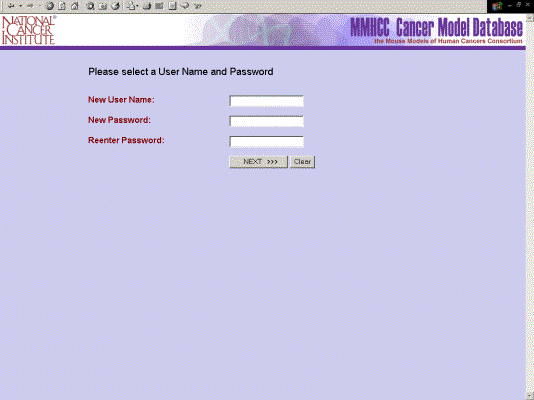 NATIONAL®
CANCER
INSTITUTE
MMHCC Cancer Model Database
the Mouse Models of Human Cancers Consortium
Please select a User Name and Password
New User Name:
New Password:
Reenter Password:
NEXT >>>
Clear